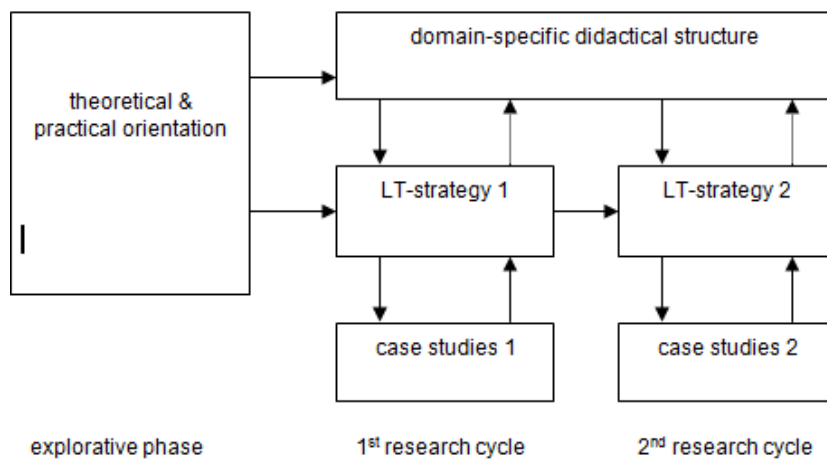 domain-specific didactical structure
theoretical &
practical orientation
LT-strategy 1
LT-strategy 2
case studies 1
case studies 2
explorative phase
1st research cycle
2nd research cycle